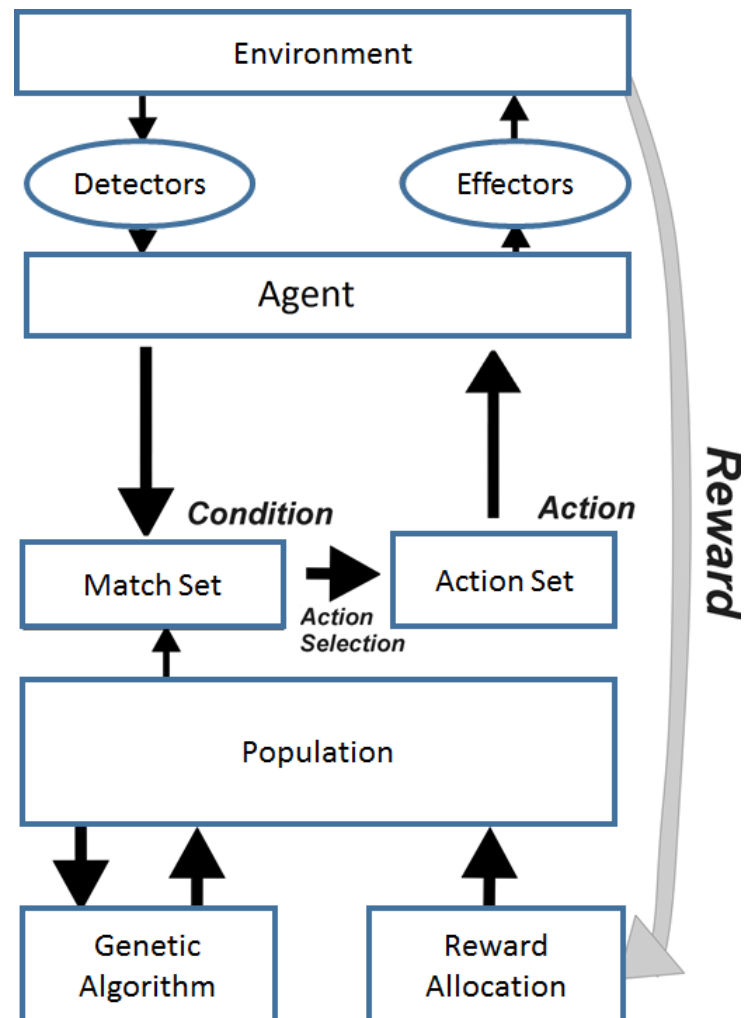 Environment
Detectors
Effectors
Agent
Condition
Action
Match Set
Action Set
Action
Selection
Reward
Population
Genetic
Algorithm
Reward
Allocation